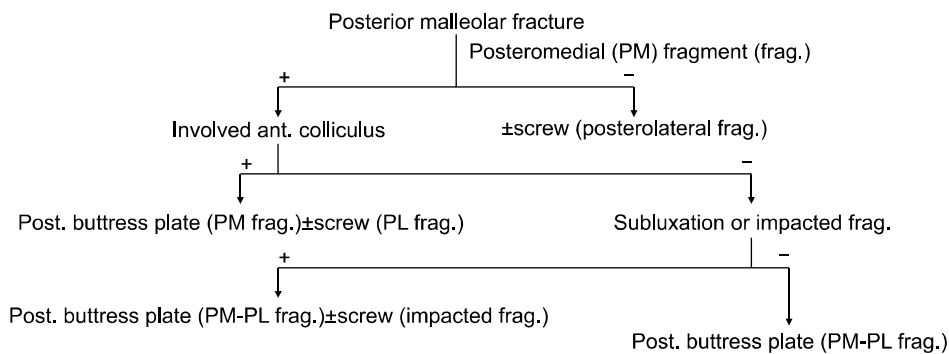 Posterior malleolar fracture
Posteromedial (PM) fragment (frag.)
+
−
Involved ant. colliculus
±screw (posterolateral frag.)
+
−
Post. buttress plate (PM frag.)±screw (PL frag.)
Subluxation or impacted frag.
+
−
Post. buttress plate (PM-PL frag.)±screw (impacted frag.)
Post. buttress plate (PM-PL frag.)